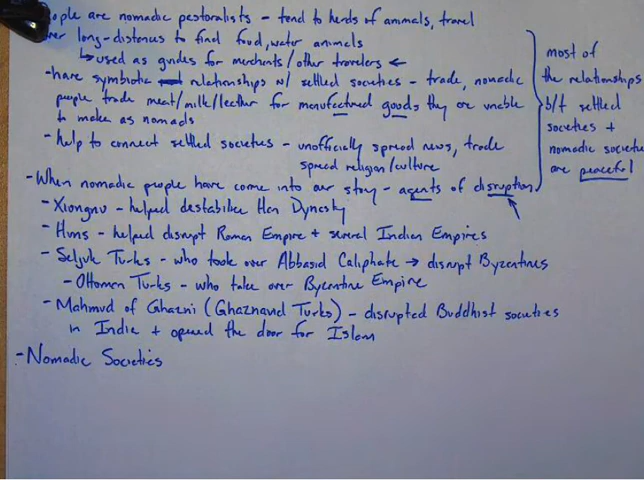 ople are nomadic pastoralists - tend to herds of animals, travel
er long-distances to find food, water animals
↳ used as guides for merchants/other travelers ←
- have symbiotic relationships w/ settled societies - trade, nomadic
people trade meat/milk/leather for manufactured goods they are unable
to make as nomads
- help to connect settled societies - unofficially spread news, trade
spread religion/culture
most of
the relationships
b/t settled
societies +
nomadic societie
are peaceful
- When nomadic people have come into our story - agents of disruption
- Xiongnu - helped destabilize Han Dynasty
- Huns - helped disrupt Roman Empire + several Indian Empires
- Seljuk Turks - who took over Abbasid Caliphate → disrupt Byzantines
- Ottoman Turks - who take over Byzantine Empire
- Mahmud of Ghazni (Ghaznavid Turks) - disrupted Buddhist societies
in India + opened the door for Islam
- Nomadic Societies